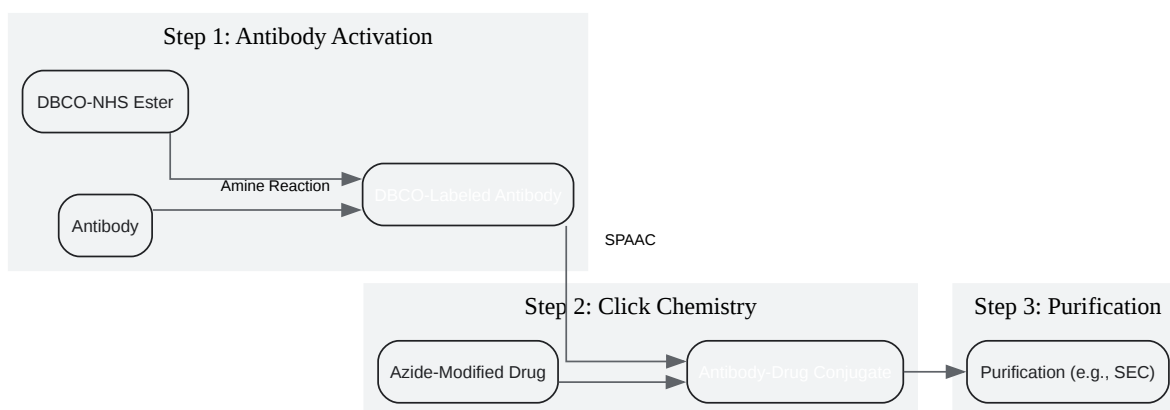 Step 1: Antibody Activation
DBCO-NHS Ester
Amine Reaction
DBCO-Labeled Antibody
Antibody
SPAAC
Step 2: Click Chemistry
Step 3: Purification
Azide-Modified Drug
Antibody-Drug Conjugate
Purification (e.g., SEC)